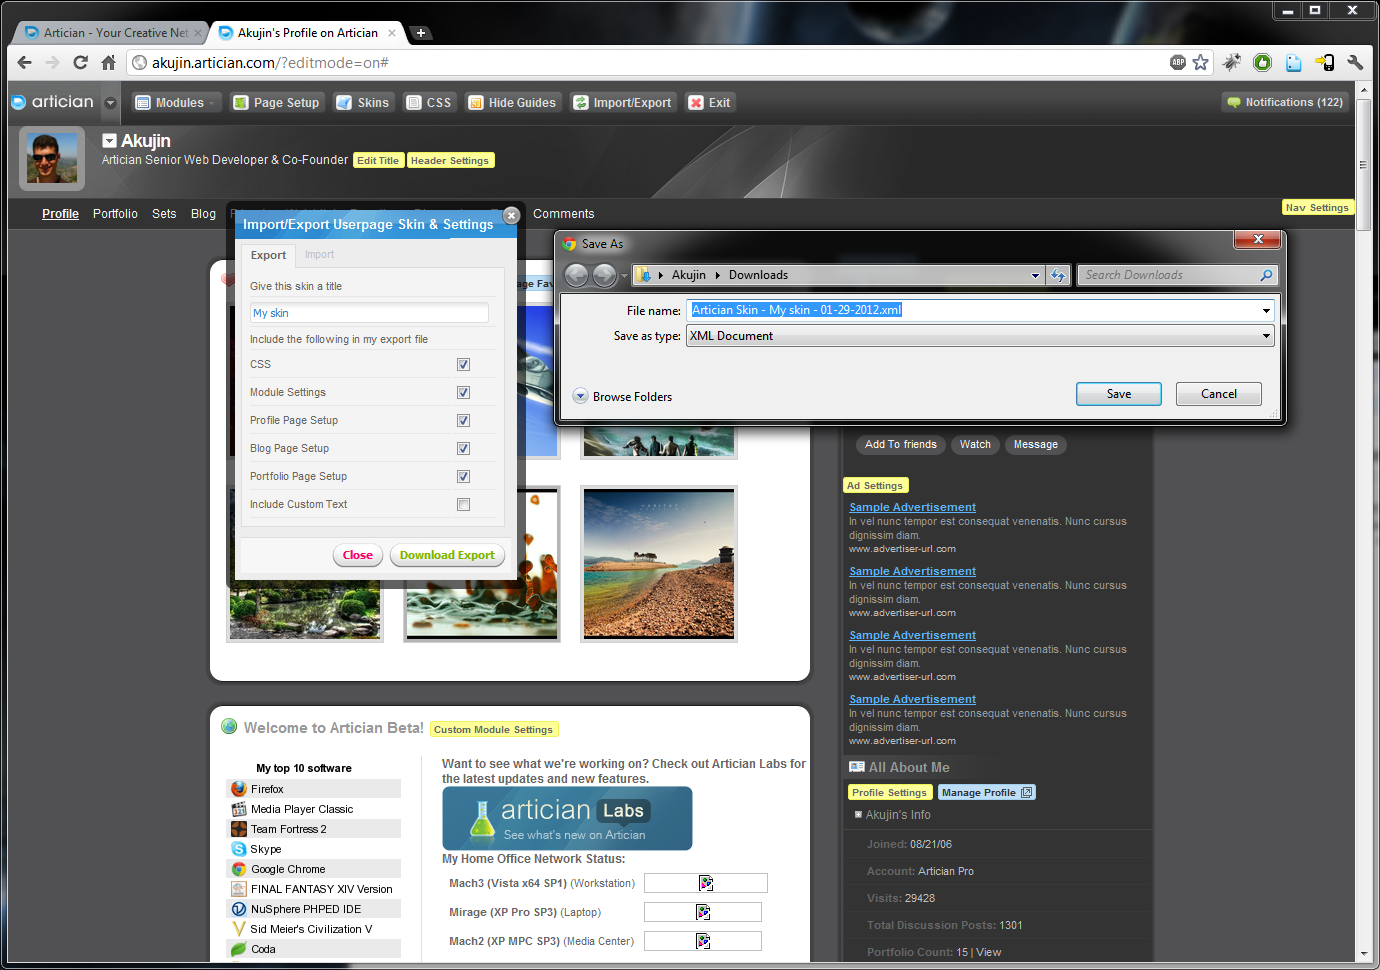 Artician - Your Creative Net
Akujin's Profile on Artician
akujin.artician.com/?editmode=on#
ABP
artician
Modules
Page Setup
Skins
CSS
Hide Guides
Import/Export
Exit
Notifications (122)
Akujin
Artician Senior Web Developer & Co-Founder
Edit Title
Header Settings
Profile
Portfolio
Sets
Blog
Comments
Nav Settings
Import/Export Userpage Skin & Settings
Export
Import
Give this skin a title
My skin
Include the following in my export file
CSS
Module Settings
Profile Page Setup
Blog Page Setup
Portfolio Page Setup
Include Custom Text
Close
Download Export
Save As
Akujin
Downloads
Search Downloads
File name:
Artician Skin - My skin - 01-29-2012.xml
Save as type:
XML Document
Browse Folders
Save
Cancel
Add To friends
Watch
Message
Ad Settings
Sample Advertisement
In vel nunc tempor est consequat venenatis. Nunc cursus
dignissim diam.
www.advertiser-url.com
Sample Advertisement
In vel nunc tempor est consequat venenatis. Nunc cursus
dignissim diam.
www.advertiser-url.com
Sample Advertisement
In vel nunc tempor est consequat venenatis. Nunc cursus
dignissim diam.
www.advertiser-url.com
Sample Advertisement
In vel nunc tempor est consequat venenatis. Nunc cursus
dignissim diam.
www.advertiser-url.com
All About Me
Profile Settings
Manage Profile
Akujin's Info
Joined: 08/21/06
Account: Artician Pro
Visits: 29428
Total Discussion Posts: 1301
Portfolio Count: 15 | View
Welcome to Artician Beta!
Custom Module Settings
My top 10 software
Firefox
Media Player Classic
Team Fortress 2
Skype
Google Chrome
FINAL FANTASY XIV Version
NuSphere PHPED IDE
Sid Meier's Civilization V
Coda
Want to see what we're working on? Check out Artician Labs for
the latest updates and new features.
artician Labs
See what's new on Artician
My Home Office Network Status:
Mach3 (Vista x64 SP1) (Workstation)
Mirage (XP Pro SP3) (Laptop)
Mach2 (XP MPC SP3) (Media Center)